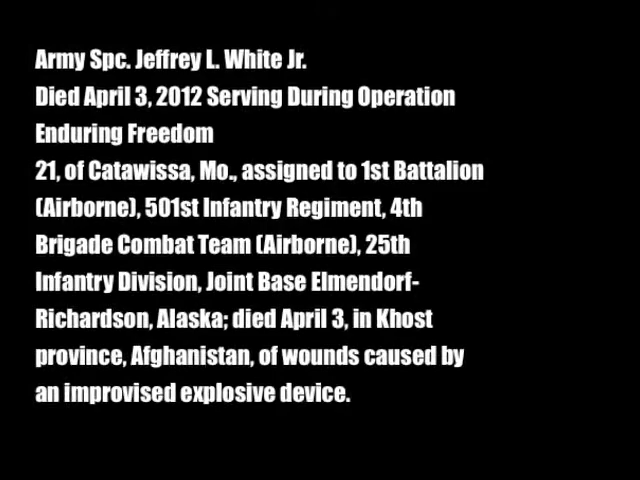 Army Spc. Jeffrey L. White Jr.
Died April 3, 2012 Serving During Operation
Enduring Freedom
21, of Catawissa, Mo., assigned to 1st Battalion
(Airborne), 501st Infantry Regiment, 4th
Brigade Combat Team (Airborne), 25th
Infantry Division, Joint Base Elmendorf-
Richardson, Alaska; died April 3, in Khost
province, Afghanistan, of wounds caused by
an improvised explosive device.